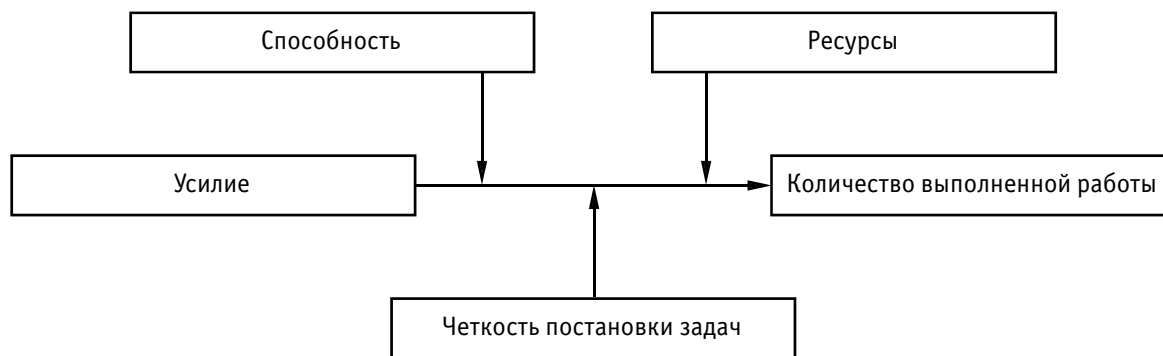 Способность
Ресурсы
Усилие
Количество выполненной работы
Четкость постановки задач